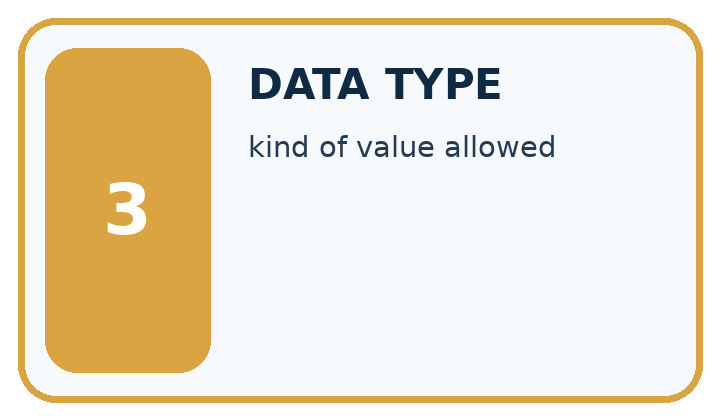 3
DATA TYPE
kind of value allowed